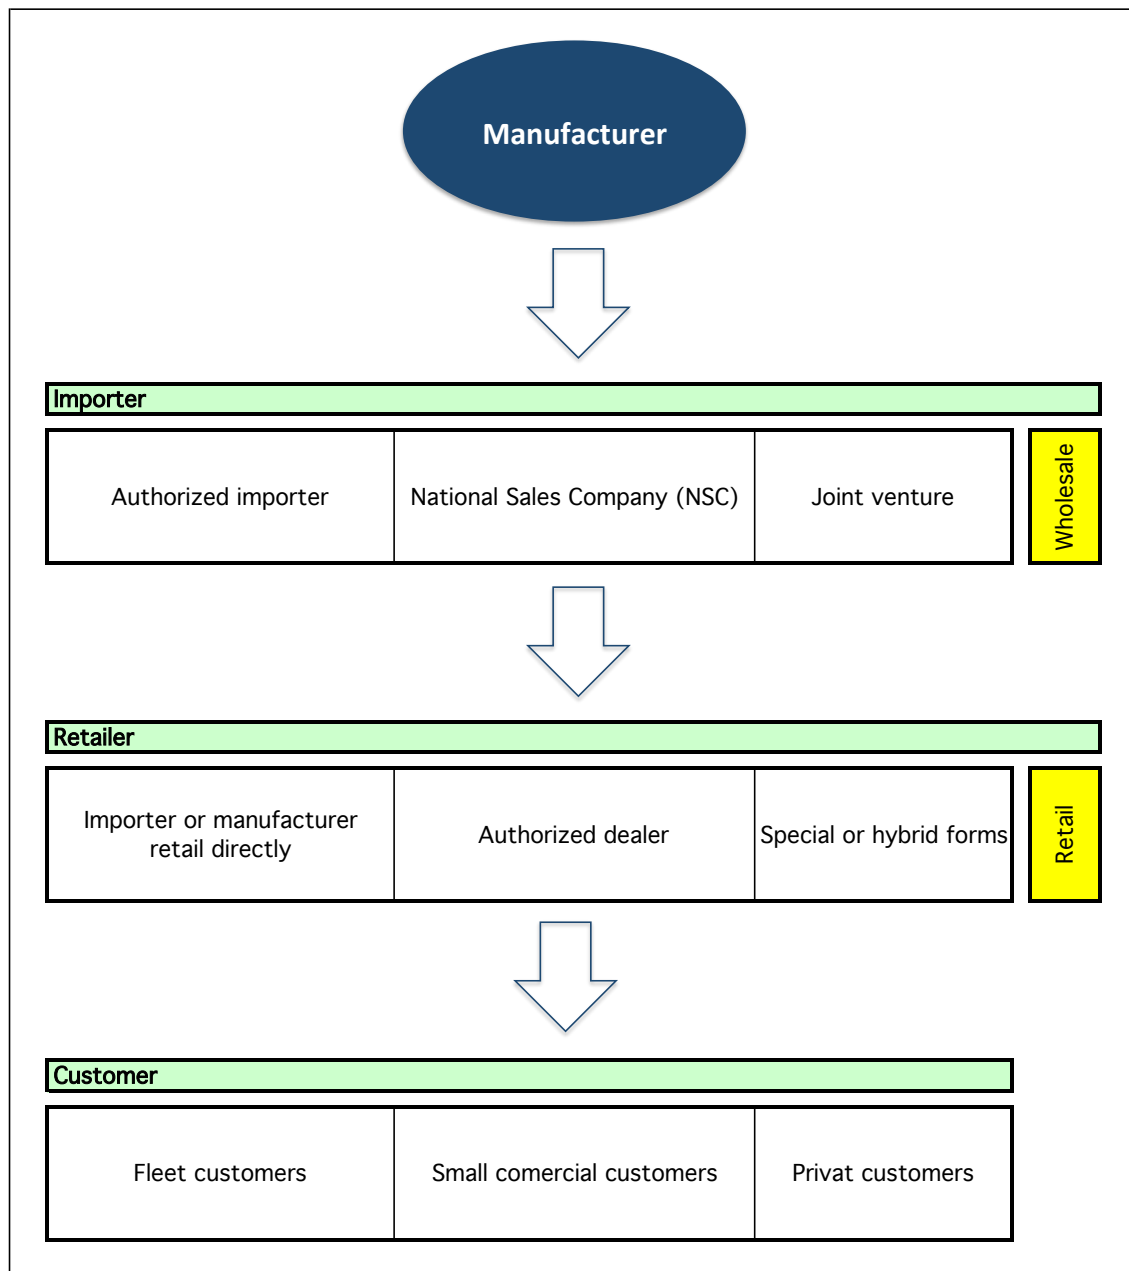 Manufacturer
Importer
Authorized importer
National Sales Company (NSC)
Joint venture
Wholesale
Retailer
Importer or manufacturer
retail directly
Authorized dealer
Special or hybrid forms
Retail
Customer
Fleet customers
Small comercial customers
Privat customers